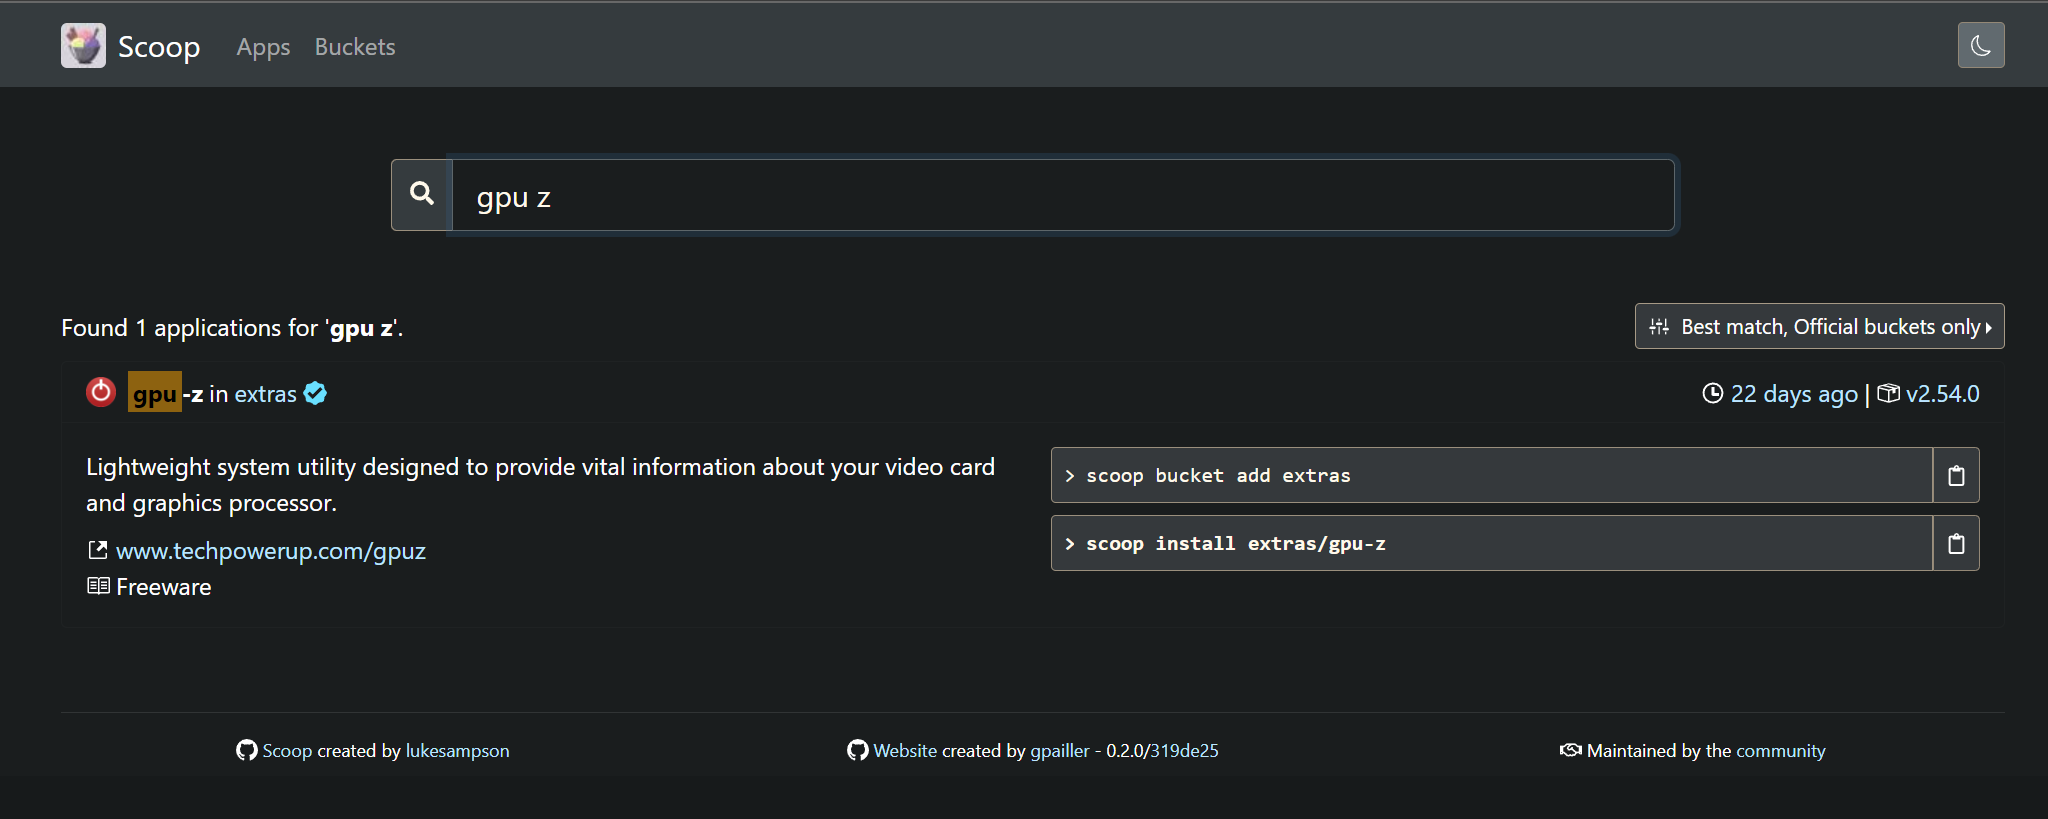 Scoop Apps Buckets
gpu z
Found 1 applications for 'gpu z'.
Best match, Official buckets only
gpu-z in extras
22 days ago | v2.54.0
Lightweight system utility designed to provide vital information about your video card
and graphics processor.
www.techpowerup.com/gpuz
Freeware
> scoop bucket add extras
> scoop install extras/gpu-z
Scoop created by lukesampson
Website created by gpailler - 0.2.0/319de25
Maintained by the community